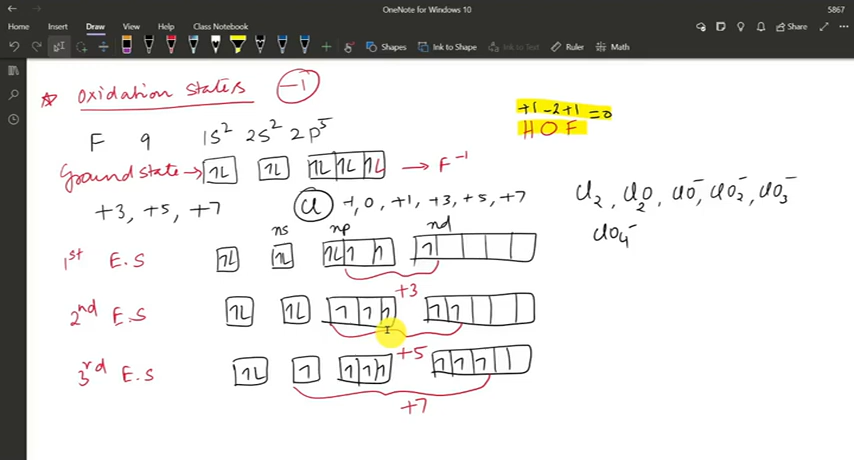 OneNote for Windows 10
5867
Home Insert Draw View Help Class Notebook
Share
Shapes Ink to Shape Ink to Text Ruler Math
Oxidation states -1
+1 -2 +1 = 0
H O F
F 9 1s² 2s² 2p⁵
Ground state → 1L 1L 1L 1L 1L → F⁻¹
+3, +5, +7
Cl -1, 0, +1, +3, +5, +7
Cl₂, ClO₂, ClO⁻, ClO₂⁻, ClO₃⁻
ClO₄⁻
ns np nd
1st E.S
+3
2nd E.S
+5
3rd E.S
+7